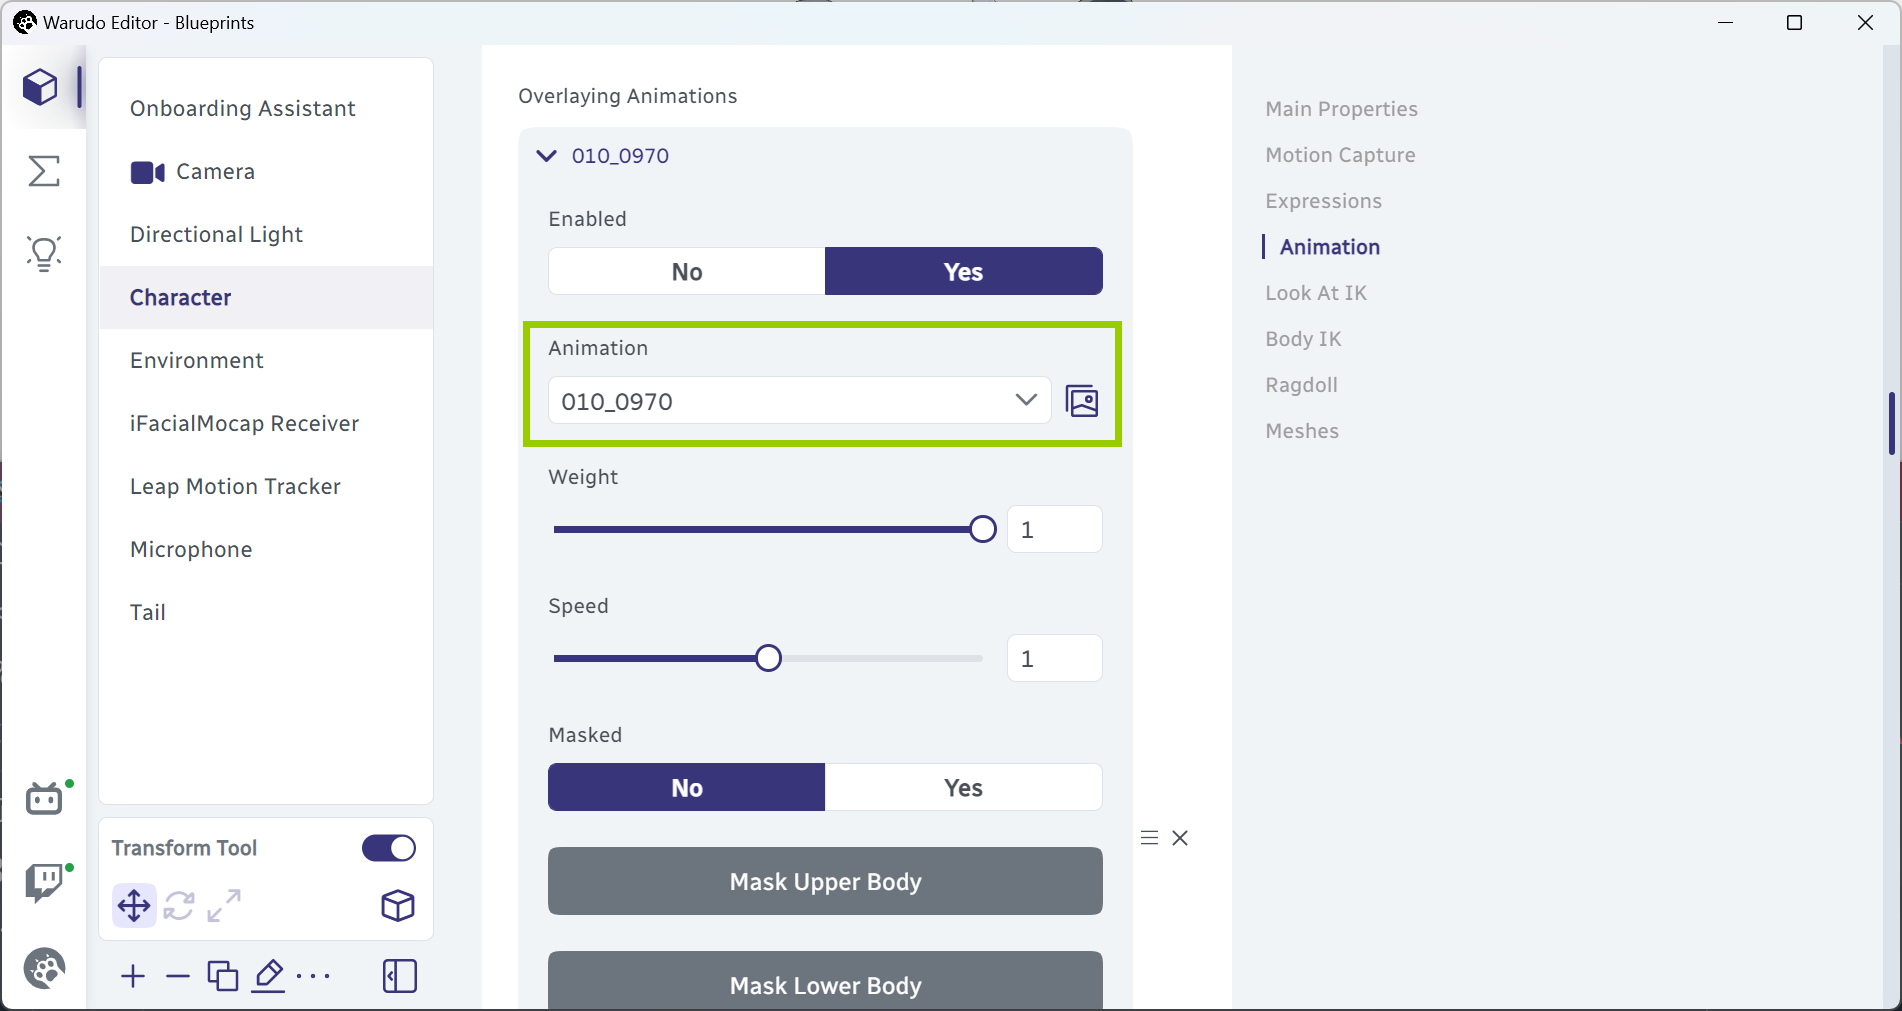 Warudo Editor - Blueprints
Onboarding Assistant
Camera
Directional Light
Character
Environment
iFacialMocap Receiver
Leap Motion Tracker
Microphone
Tail
Transform Tool
Overlaying Animations
010_0970
Enabled
No
Yes
Animation
010_0970
Weight
1
Speed
1
Masked
No
Yes
Mask Upper Body
Mask Lower Body
Main Properties
Motion Capture
Expressions
Animation
Look At IK
Body IK
Ragdoll
Meshes